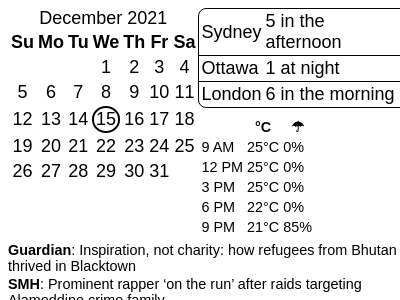 December 2021
Su Mo Tu We Th Fr Sa
1 2 3 4
5 6 7 8 9 10 11
12 13 14 15 16 17 18
19 20 21 22 23 24 25
26 27 28 29 30 31
Sydney 5 in the afternoon
Ottawa 1 at night
London 6 in the morning
°C ☂
9 AM 25°C 0%
12 PM 25°C 0%
3 PM 25°C 0%
6 PM 22°C 0%
9 PM 21°C 85%
Guardian: Inspiration, not charity: how refugees from Bhutan
thrived in Blacktown
SMH: Prominent rapper ‘on the run’ after raids targeting
Alameddine crime family